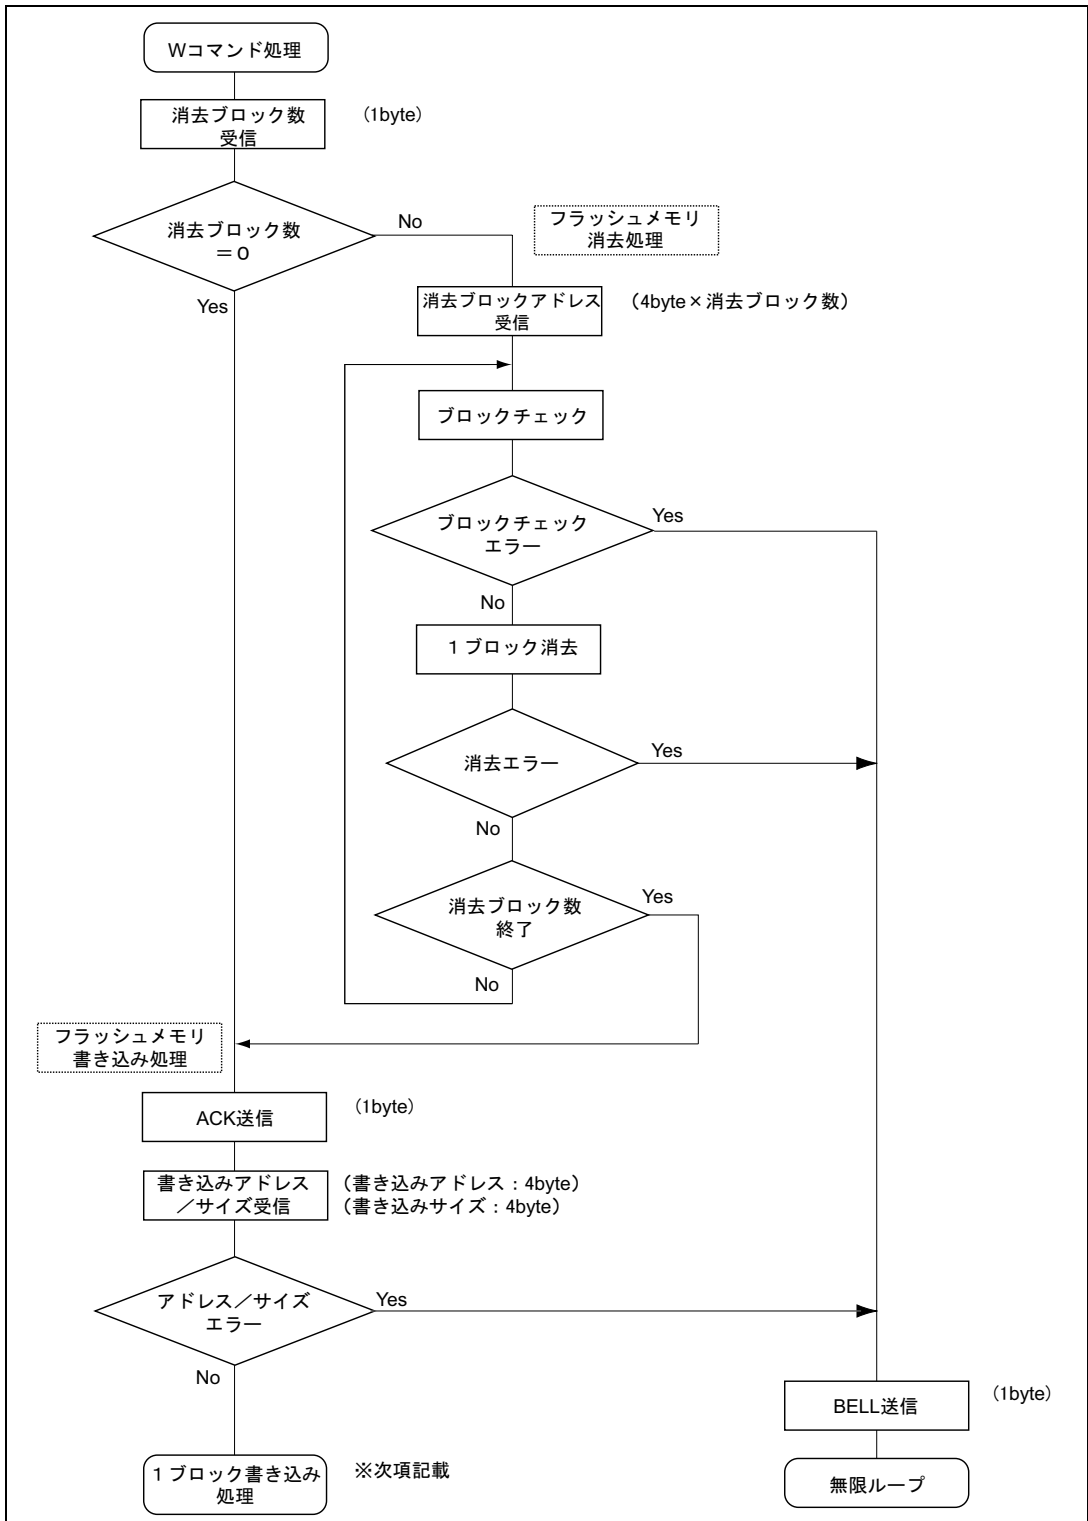 Wコマンド処理
消去ブロック数
受信
（1byte）
消去ブロック数
＝０
No
Yes
フラッシュメモリ
消去処理
消去ブロックアドレス
受信
（4byte×消去ブロック数）
ブロックチェック
ブロックチェック
エラー
Yes
No
１ブロック消去
消去エラー
Yes
No
消去ブロック数
終了
Yes
No
フラッシュメモリ
書き込み処理
ACK送信
（1byte）
書き込みアドレス
／サイズ受信
（書き込みアドレス：4byte）
（書き込みサイズ：4byte）
アドレス／サイズ
エラー
Yes
No
BELL送信
（1byte）
１ブロック書き込み
処理
※次項記載
無限ループ